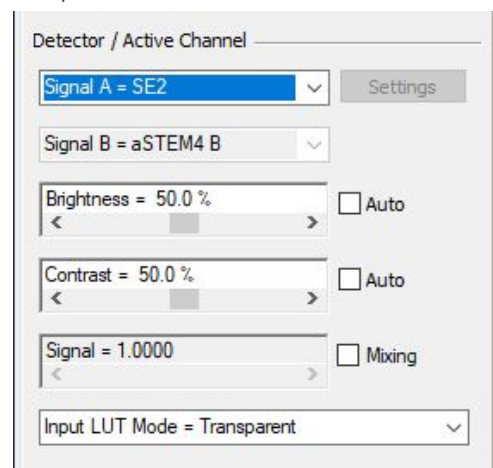 Detector / Active Channel
Signal A = SE2
Settings
Signal B = aSTEM4 B
Brightness = 50.0 %
Auto
Contrast = 50.0 %
Auto
Signal = 1.0000
Mixing
Input LUT Mode = Transparent